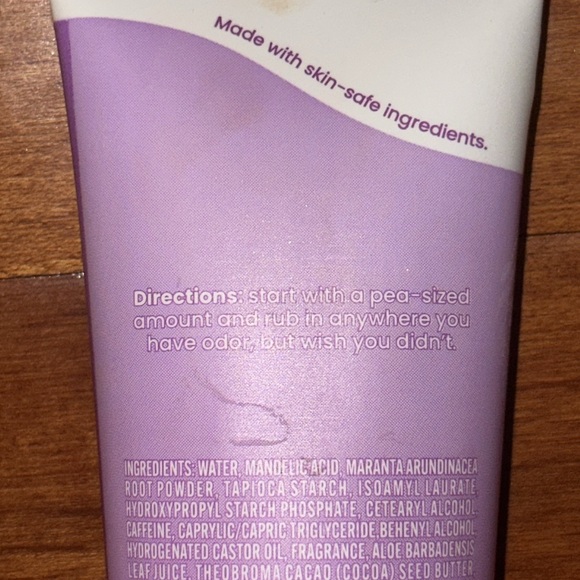 Made with skin-safe ingredients.
Directions: start with a pea-sized
amount and rub in anywhere you
have odor, but wish you didn't.
INGREDIENTS: WATER, MANDELIC ACID, MARANTA ARUNDINACEA
ROOT POWDER, TAPIOCA STARCH, ISOAMYL LAURATE,
HYDROXYPROPYL STARCH PHOSPHATE, CETEARYL ALCOHOL,
CAFFEINE, CAPRYLIC/CAPRIC TRIGLYCERIDE, BEHENYL ALCOHOL,
HYDROGENATED CASTOR OIL, FRAGRANCE, ALOE BARBADENSIS
LEAF JUICE, THEOBROMA CACAO (COCOA) SEED BUTTER,